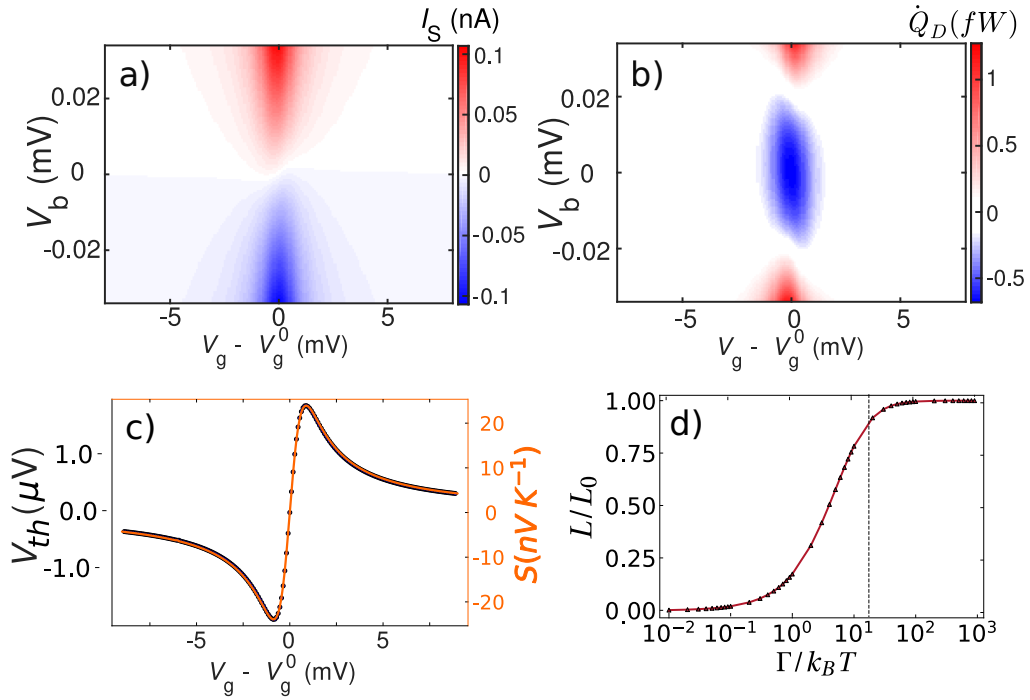 I_S (nA)
a)
0.1
0.05
0
-0.05
-0.1
0.02
0
-0.02
V_b (mV)
-5 0 5
V_g - V_g^0 (mV)
Q̇_D(fW)
b)
1
0.5
0
-0.5
0.02
0
-0.02
V_b (mV)
-5 0 5
V_g - V_g^0 (mV)
c)
1.0
0.0
-1.0
V_th(μV)
20
10
0
-10
-20
S(nV K^−1)
-5 0 5
V_g - V_g^0 (mV)
d)
1.00
0.75
0.50
0.25
0.00
L/L_0
10^−2 10^−1 10^0 10^1 10^2 10^3
Γ/k_BT